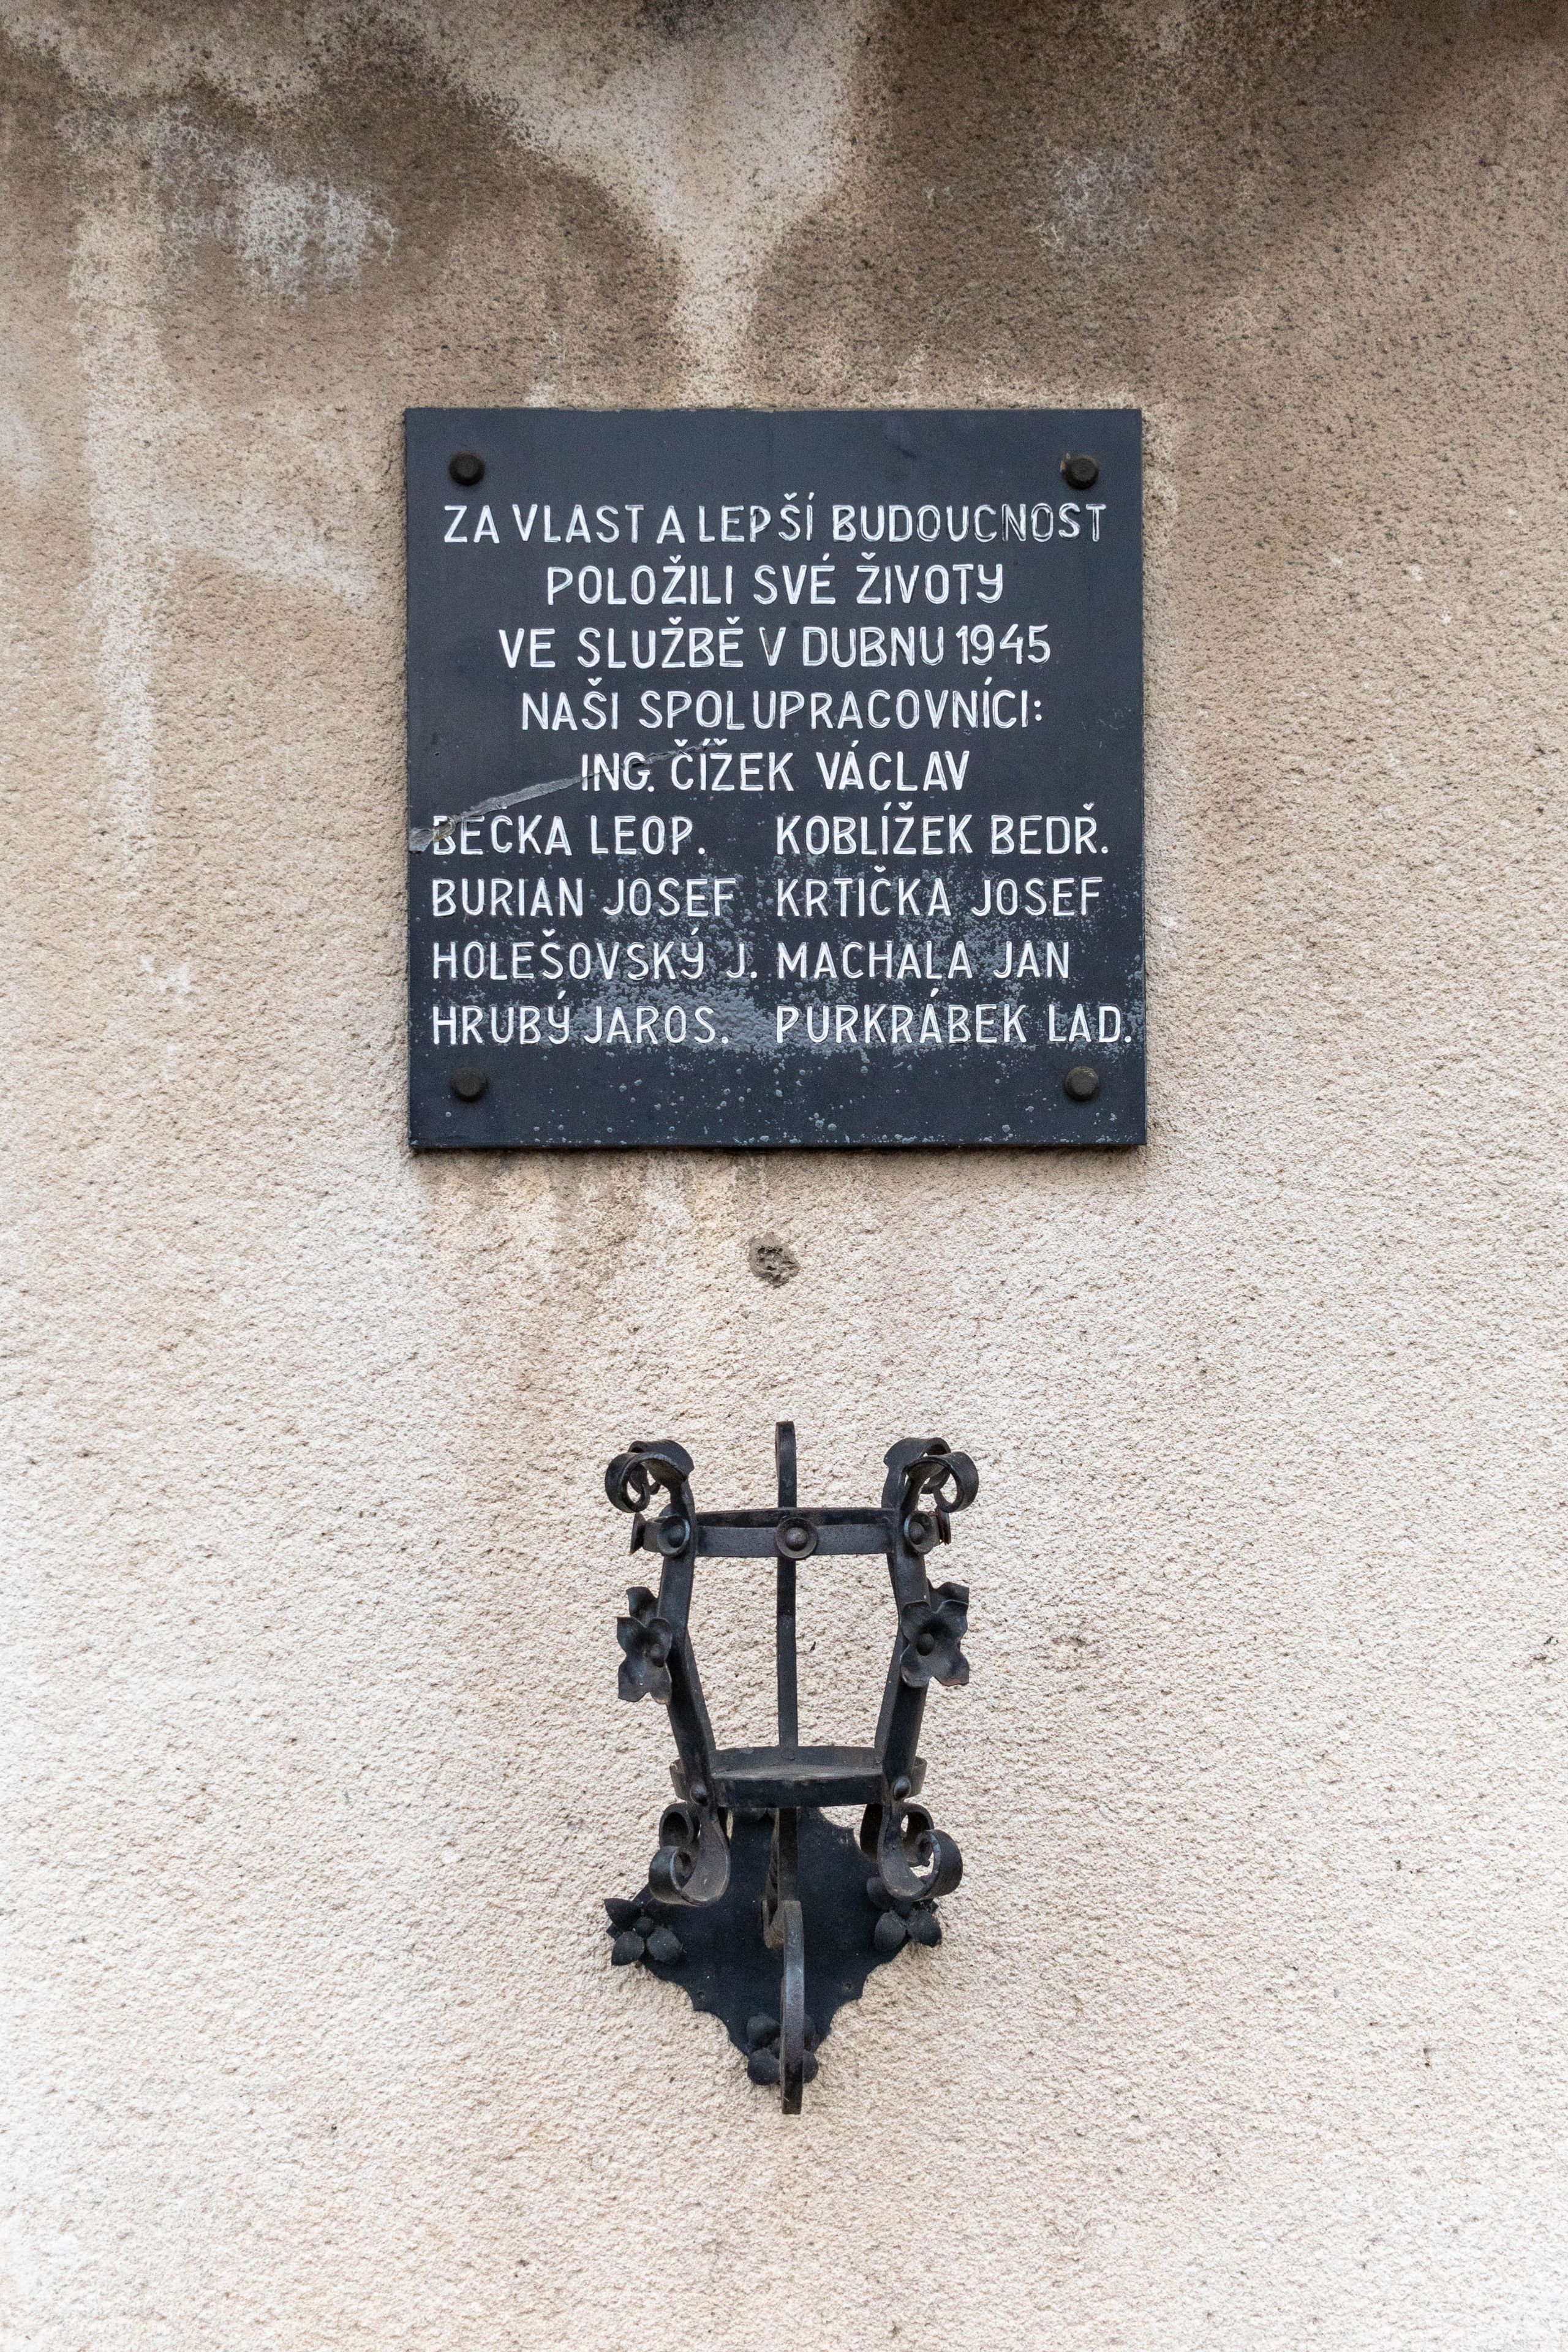 ZA VLAST A LEPŠÍ BUDOUCNOST
POLOŽILI SVÉ ŽIVOTY
VE SLUŽBĚ V DUBNU 1945
NAŠI SPOLUPRACOVNÍCI:
ING. ČÍŽEK VÁCLAV
BEČKA LEOP. KOBLÍŽEK BEDŘ.
BURIAN JOSEF KRTIČKA JOSEF
HOLEŠOVSKÝ J. MACHALA JAN
HRUBÝ JAROS. PURKRÁBEK LAD.